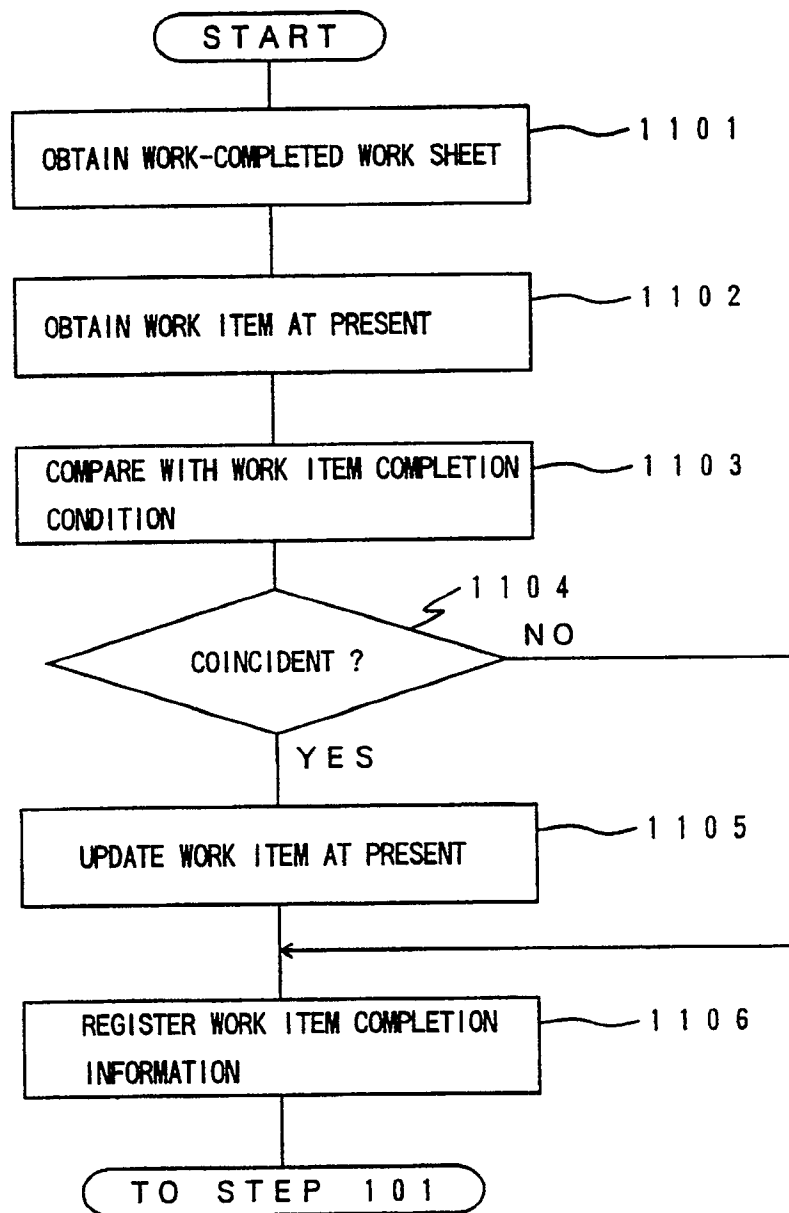 START
OBTAIN WORK-COMPLETED WORK SHEET
1101
OBTAIN WORK ITEM AT PRESENT
1102
COMPARE WITH WORK ITEM COMPLETION
CONDITION
1103
1104
COINCIDENT ?
NO
YES
UPDATE WORK ITEM AT PRESENT
1105
REGISTER WORK ITEM COMPLETION
INFORMATION
1106
TO STEP 101